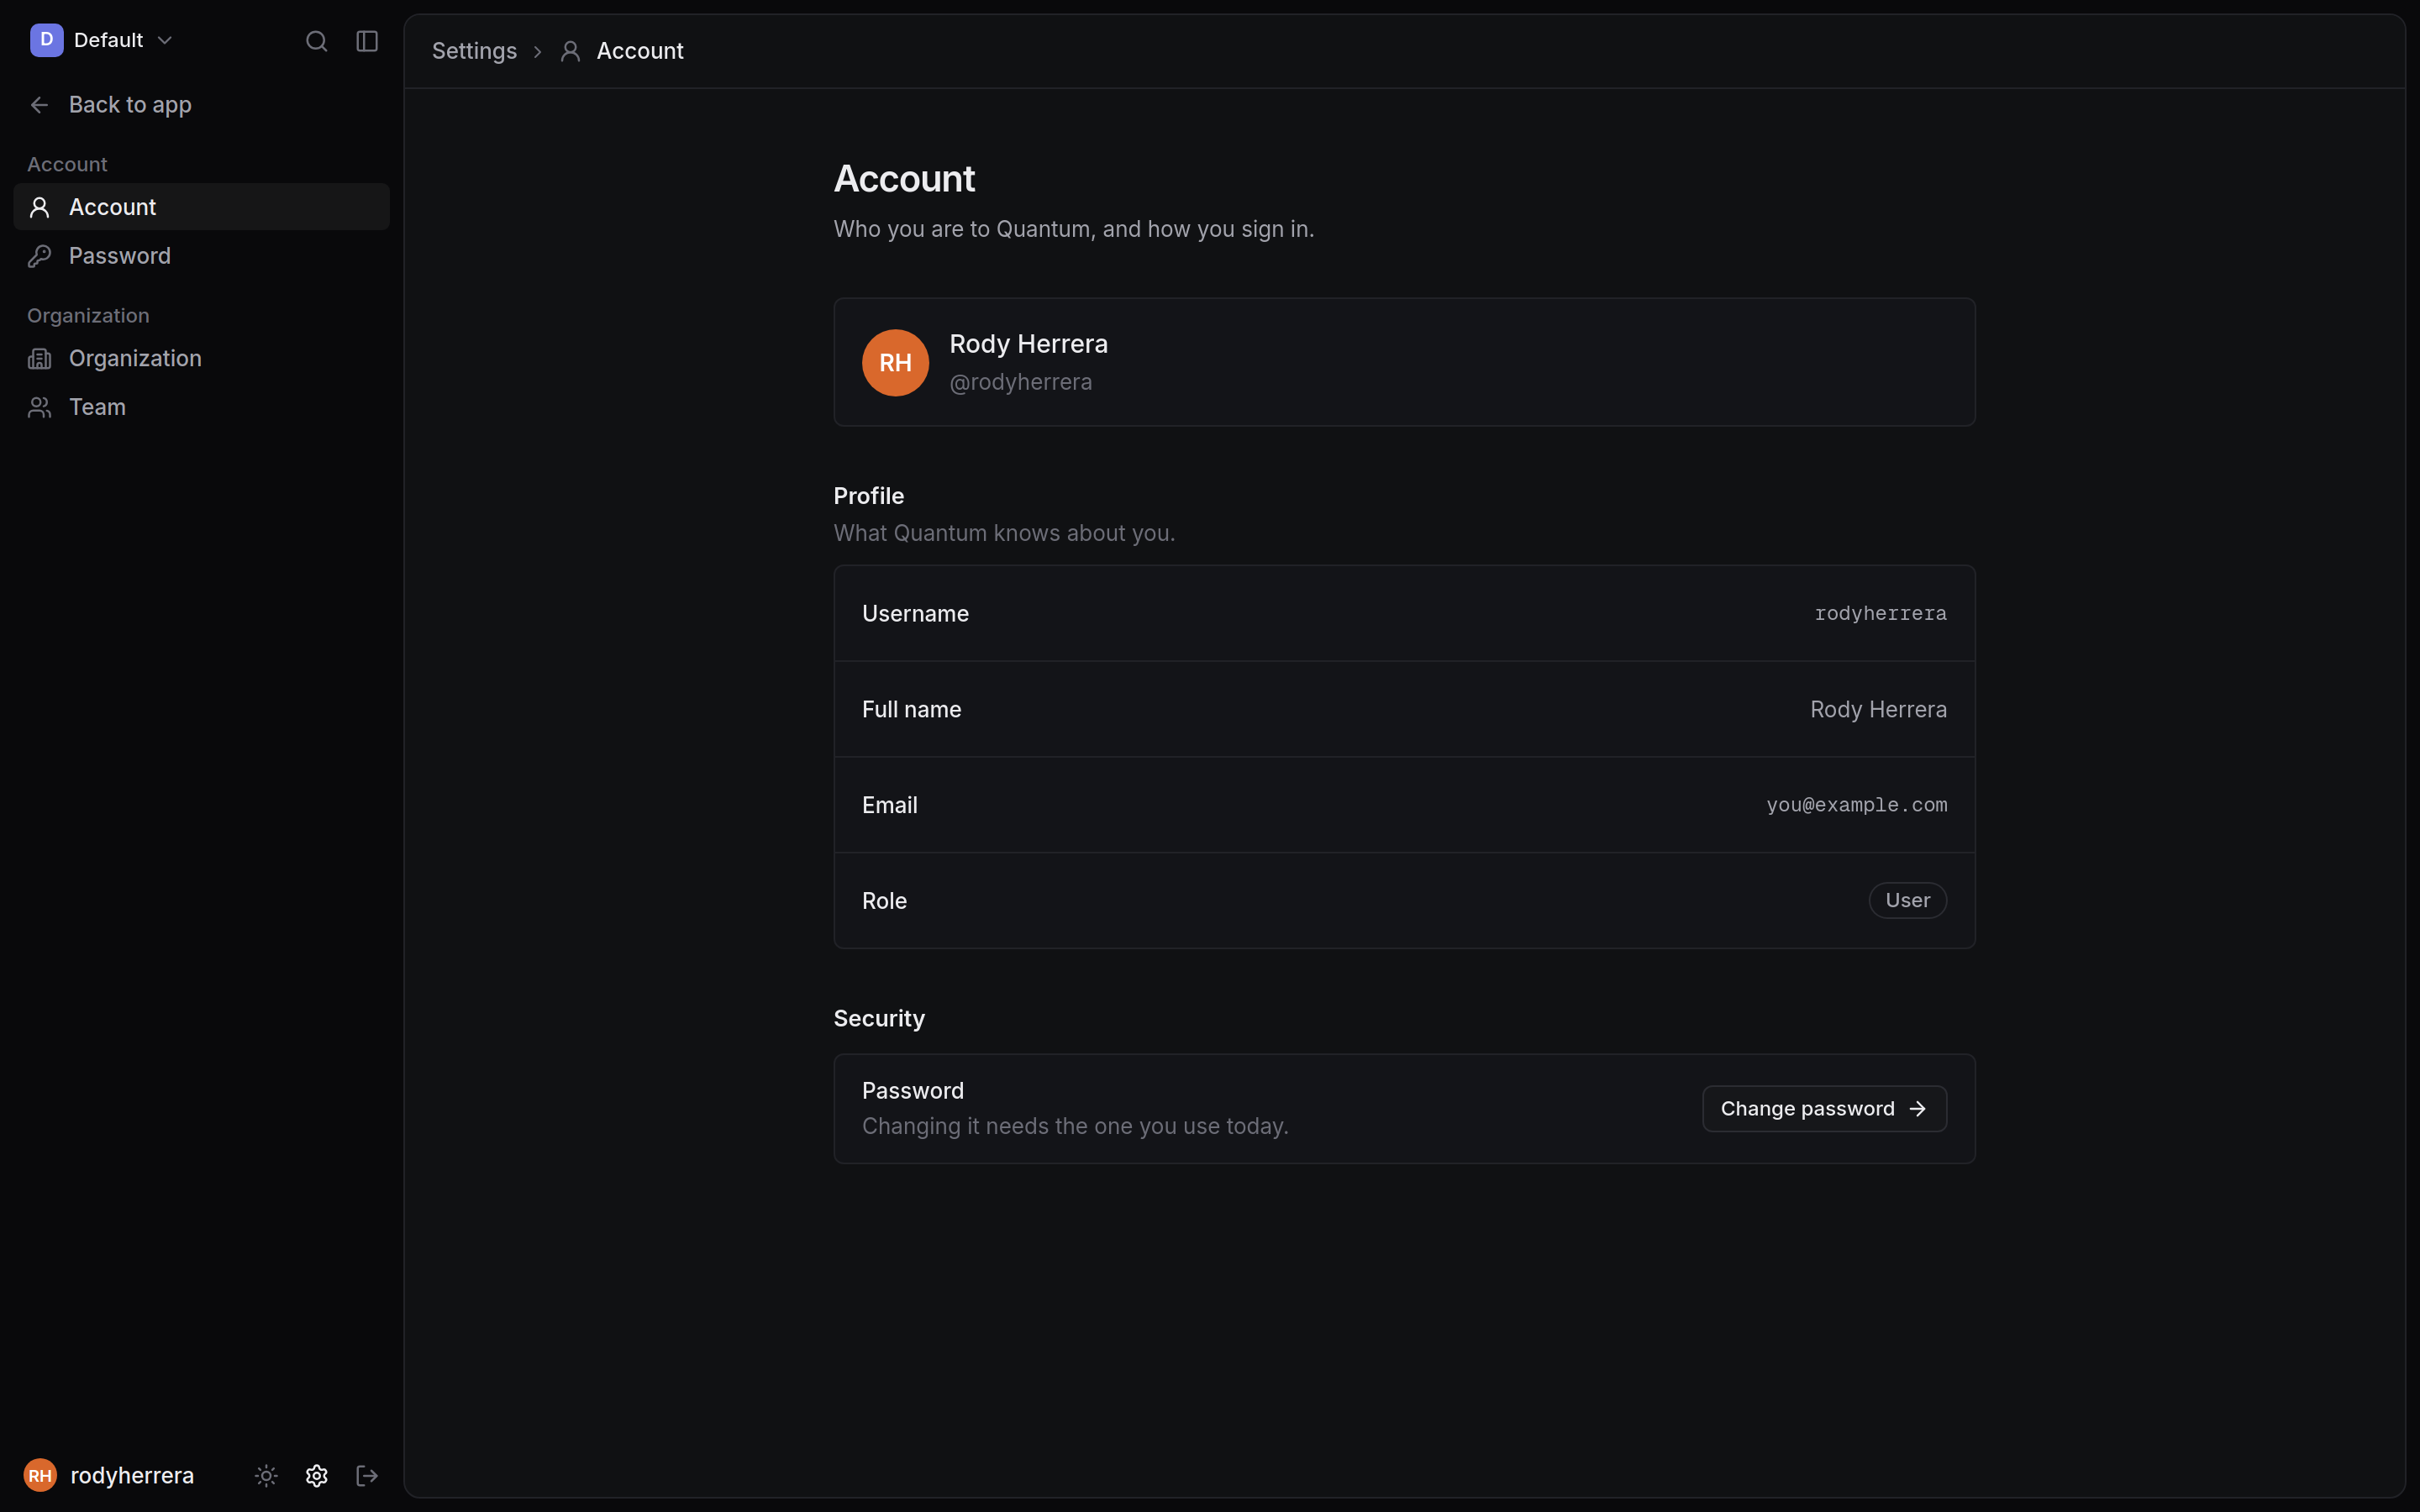 D Default
Back to app
Account
Account
Password
Organization
Organization
Team
RH rodyherrera
Settings > Account
Account
Who you are to Quantum, and how you sign in.
RH
Rody Herrera
@rodyherrera
Profile
What Quantum knows about you.
Username rodyherrera
Full name Rody Herrera
Email you@example.com
Role User
Security
Password
Changing it needs the one you use today.
Change password